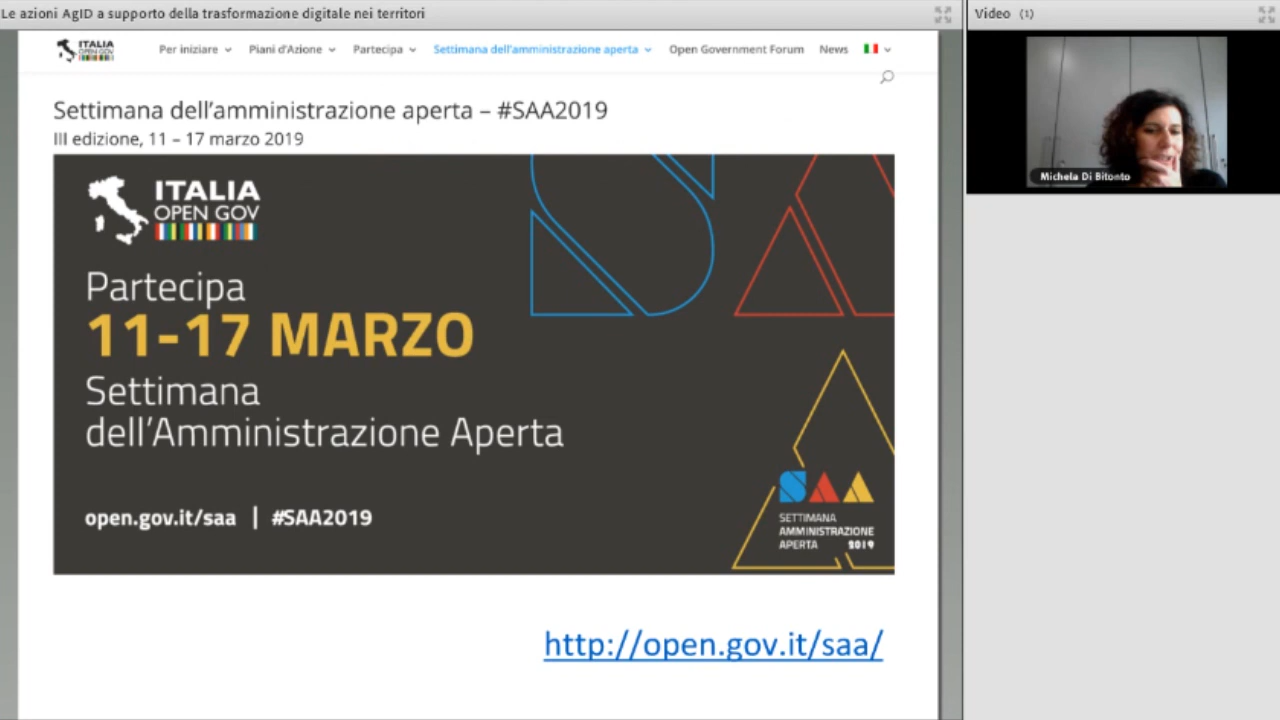 Le azioni AgID a supporto della trasformazione digitale nei territori
Video (1)
ITALIA
OPEN GOV
Per iniziare
Piani d'Azione
Partecipa
Settimana dell'amministrazione aperta
Open Government Forum
News
Michela Di Bitonto
Settimana dell'amministrazione aperta – #SAA2019
III edizione, 11 – 17 marzo 2019
ITALIA
OPEN GOV
Partecipa
11-17 MARZO
Settimana
dell'Amministrazione Aperta
open.gov.it/saa | #SAA2019
SAA
SETTIMANA
AMMINISTRAZIONE
APERTA 2019
http://open.gov.it/saa/